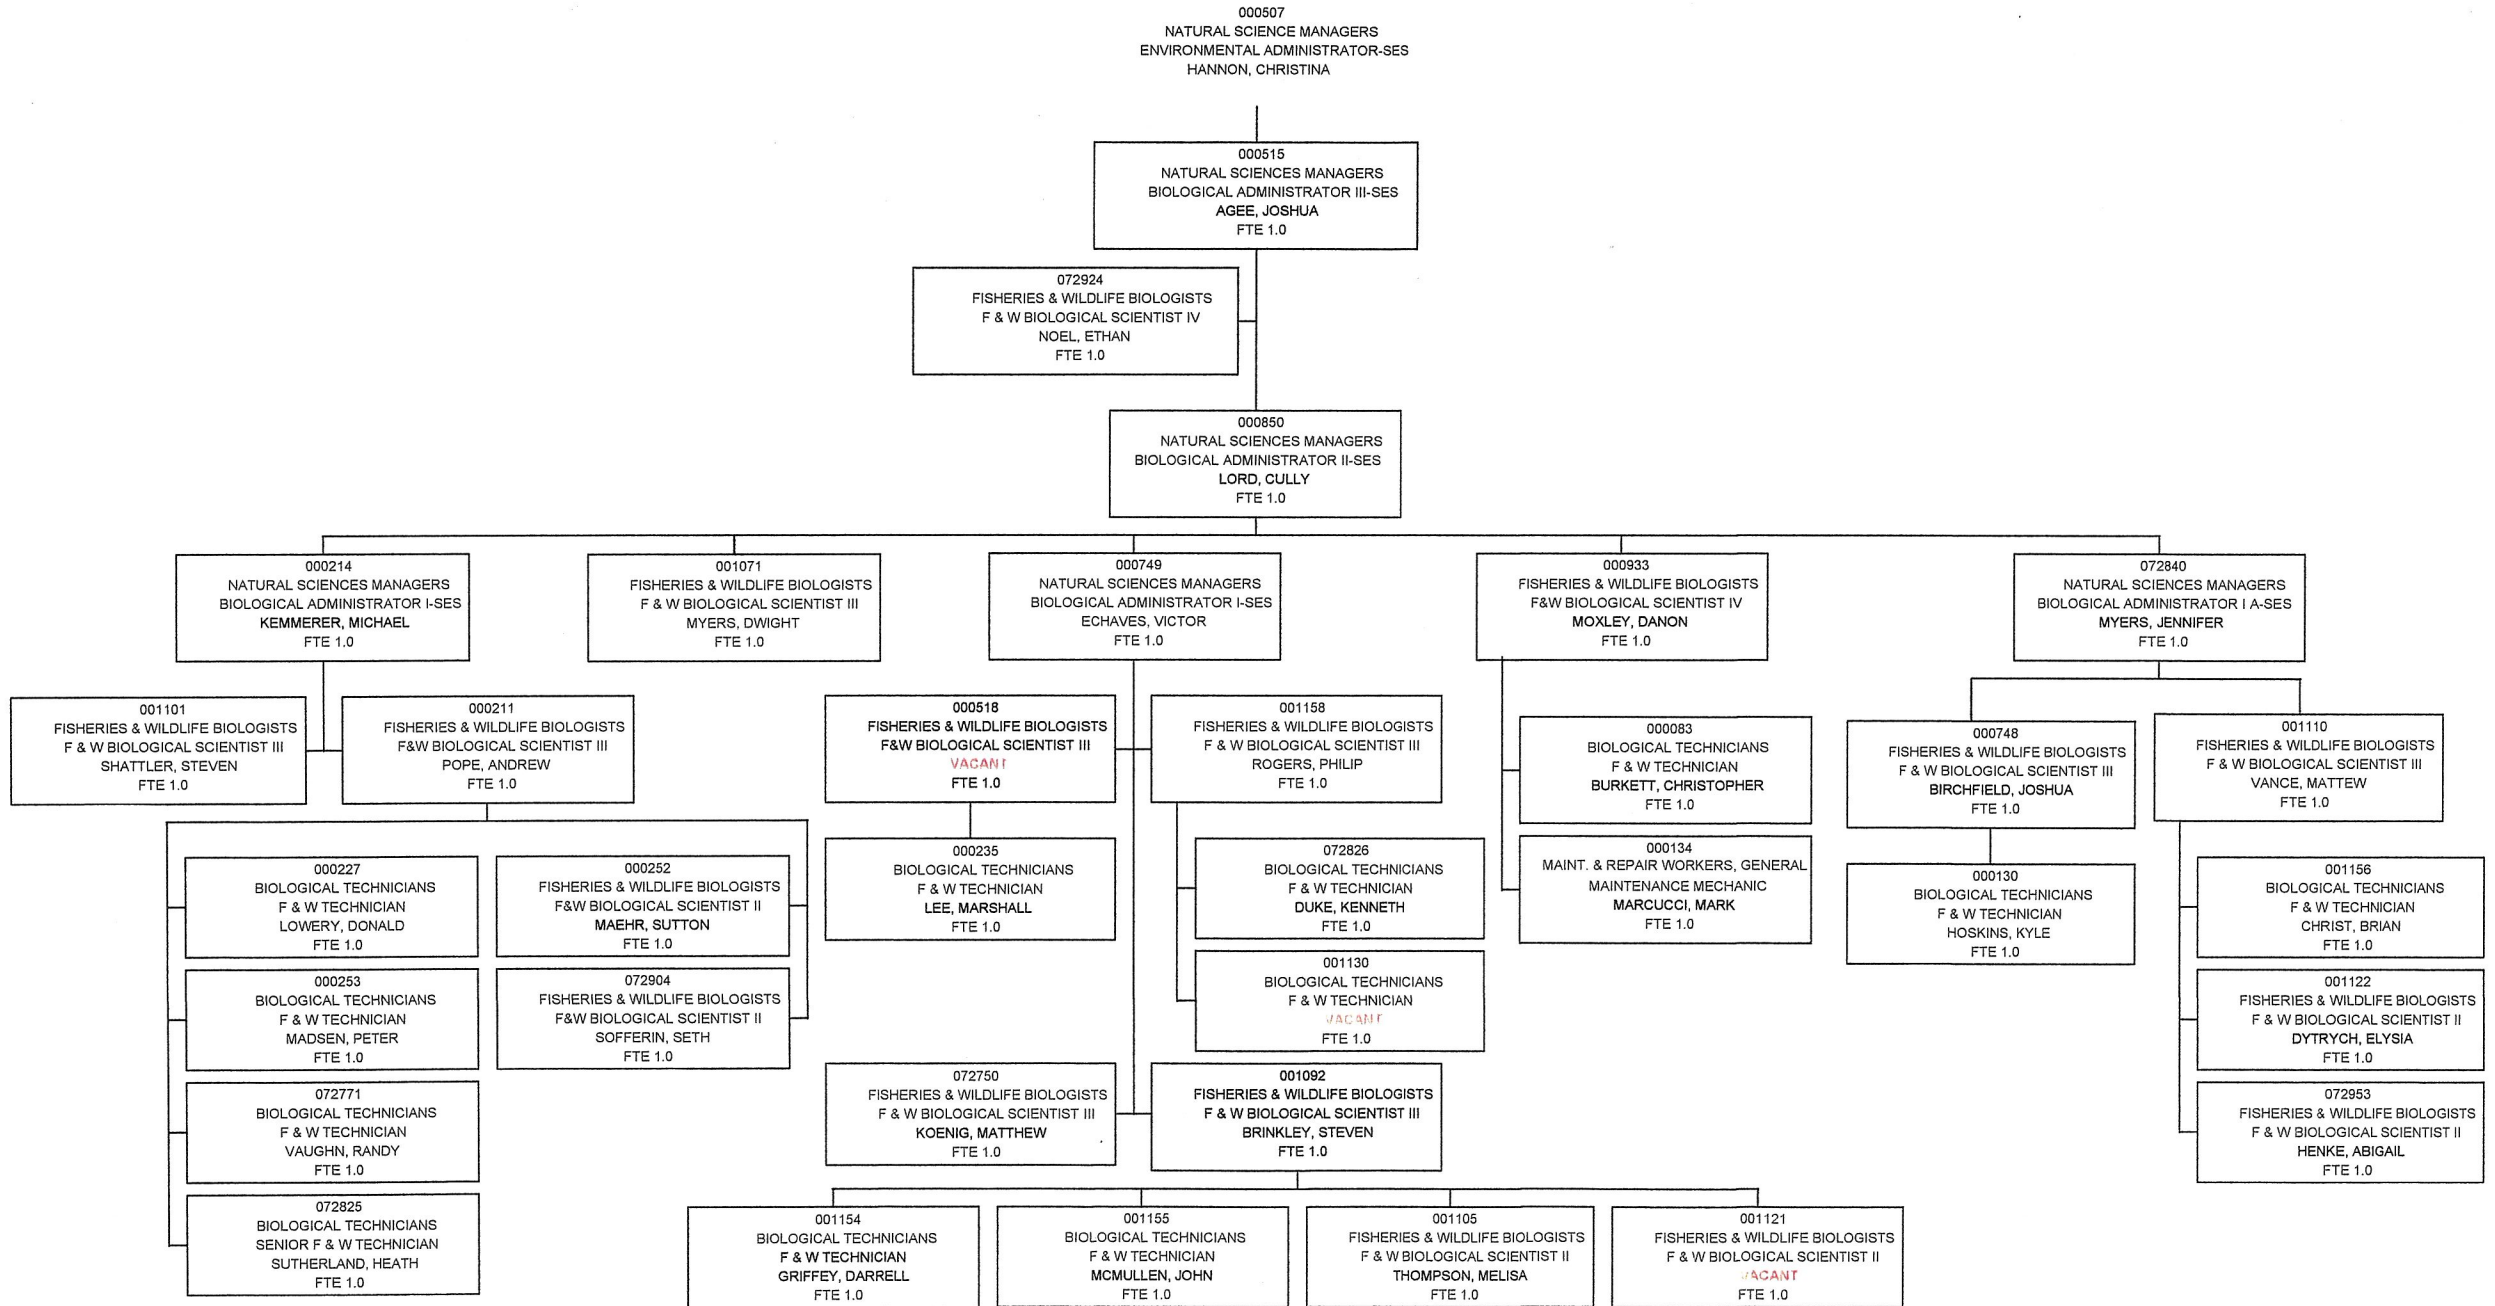 000507
NATURAL SCIENCE MANAGERS
ENVIRONMENTAL ADMINISTRATOR-SES
HANNON, CHRISTINA
000515
NATURAL SCIENCES MANAGERS
BIOLOGICAL ADMINISTRATOR III-SES
AGEE, JOSHUA
FTE 1.0
072924
FISHERIES & WILDLIFE BIOLOGISTS
F & W BIOLOGICAL SCIENTIST IV
NOEL, ETHAN
FTE 1.0
000850
NATURAL SCIENCES MANAGERS
BIOLOGICAL ADMINISTRATOR II-SES
LORD, CULLY
FTE 1.0
000214
NATURAL SCIENCES MANAGERS
BIOLOGICAL ADMINISTRATOR I-SES
KEMMERER, MICHAEL
FTE 1.0
001071
FISHERIES & WILDLIFE BIOLOGISTS
F & W BIOLOGICAL SCIENTIST III
MYERS, DWIGHT
FTE 1.0
000749
NATURAL SCIENCES MANAGERS
BIOLOGICAL ADMINISTRATOR I-SES
ECHAVES, VICTOR
FTE 1.0
000933
FISHERIES & WILDLIFE BIOLOGISTS
F&W BIOLOGICAL SCIENTIST IV
MOXLEY, DANON
FTE 1.0
072840
NATURAL SCIENCES MANAGERS
BIOLOGICAL ADMINISTRATOR I A-SES
MYERS, JENNIFER
FTE 1.0
001101
FISHERIES & WILDLIFE BIOLOGISTS
F & W BIOLOGICAL SCIENTIST III
SHATTLER, STEVEN
FTE 1.0
000211
FISHERIES & WILDLIFE BIOLOGISTS
F&W BIOLOGICAL SCIENTIST III
POPE, ANDREW
FTE 1.0
000518
FISHERIES & WILDLIFE BIOLOGISTS
F&W BIOLOGICAL SCIENTIST III
VACANT
FTE 1.0
001158
FISHERIES & WILDLIFE BIOLOGISTS
F & W BIOLOGICAL SCIENTIST III
ROGERS, PHILIP
FTE 1.0
000083
BIOLOGICAL TECHNICIANS
F & W TECHNICIAN
BURKETT, CHRISTOPHER
FTE 1.0
000748
FISHERIES & WILDLIFE BIOLOGISTS
F & W BIOLOGICAL SCIENTIST III
BIRCHFIELD, JOSHUA
FTE 1.0
001110
FISHERIES & WILDLIFE BIOLOGISTS
F & W BIOLOGICAL SCIENTIST III
VANCE, MATTEW
FTE 1.0
000227
BIOLOGICAL TECHNICIANS
F & W TECHNICIAN
LOWERY, DONALD
FTE 1.0
000252
FISHERIES & WILDLIFE BIOLOGISTS
F&W BIOLOGICAL SCIENTIST II
MAEHR, SUTTON
FTE 1.0
000235
BIOLOGICAL TECHNICIANS
F & W TECHNICIAN
LEE, MARSHALL
FTE 1.0
072826
BIOLOGICAL TECHNICIANS
F & W TECHNICIAN
DUKE, KENNETH
FTE 1.0
000134
MAINT. & REPAIR WORKERS, GENERAL
MAINTENANCE MECHANIC
MARCUCCI, MARK
FTE 1.0
000130
BIOLOGICAL TECHNICIANS
F & W TECHNICIAN
HOSKINS, KYLE
FTE 1.0
001156
BIOLOGICAL TECHNICIANS
F & W TECHNICIAN
CHRIST, BRIAN
FTE 1.0
000253
BIOLOGICAL TECHNICIANS
F & W TECHNICIAN
MADSEN, PETER
FTE 1.0
072904
FISHERIES & WILDLIFE BIOLOGISTS
F&W BIOLOGICAL SCIENTIST II
SOFFERIN, SETH
FTE 1.0
001130
BIOLOGICAL TECHNICIANS
F & W TECHNICIAN
VACANT
FTE 1.0
001122
FISHERIES & WILDLIFE BIOLOGISTS
F & W BIOLOGICAL SCIENTIST II
DYTRYCH, ELYSIA
FTE 1.0
072771
BIOLOGICAL TECHNICIANS
F & W TECHNICIAN
VAUGHN, RANDY
FTE 1.0
072750
FISHERIES & WILDLIFE BIOLOGISTS
F & W BIOLOGICAL SCIENTIST III
KOENIG, MATTHEW
FTE 1.0
001092
FISHERIES & WILDLIFE BIOLOGISTS
F & W BIOLOGICAL SCIENTIST III
BRINKLEY, STEVEN
FTE 1.0
072953
FISHERIES & WILDLIFE BIOLOGISTS
F & W BIOLOGICAL SCIENTIST II
HENKE, ABIGAIL
FTE 1.0
072825
BIOLOGICAL TECHNICIANS
SENIOR F & W TECHNICIAN
SUTHERLAND, HEATH
FTE 1.0
001154
BIOLOGICAL TECHNICIANS
F & W TECHNICIAN
GRIFFEY, DARRELL
FTE 1.0
001155
BIOLOGICAL TECHNICIANS
F & W TECHNICIAN
MCMULLEN, JOHN
FTE 1.0
001105
FISHERIES & WILDLIFE BIOLOGISTS
F & W BIOLOGICAL SCIENTIST II
THOMPSON, MELISA
FTE 1.0
001121
FISHERIES & WILDLIFE BIOLOGISTS
F & W BIOLOGICAL SCIENTIST II
VACANT
FTE 1.0